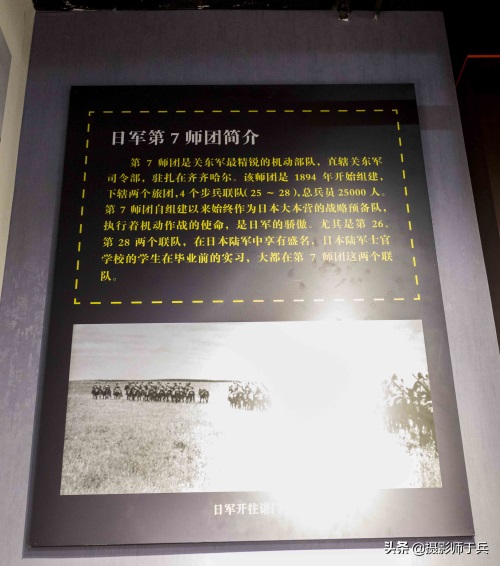 日军第 7 师团简介
第 7 师团是关东军最精锐的机动部队，直辖关东军
司令部，驻扎在齐齐哈尔。该师团是 1894 年开始组建，
下辖两个旅团,4 个步兵联队(25 ~ 28),总兵员 25000 人。
第 7 师团自组建以来始终作为日本大本营的战略预备队，
执行着机动作战的使命，是日军的骄傲。尤其是第 26、
第 28 两个联队，在日本陆军中享有盛名，日本陆军士官
学校的学生在毕业前的实习，大都在第 7 师团这两个联
队。
日军开往诺门
头条 @摄影师于兵